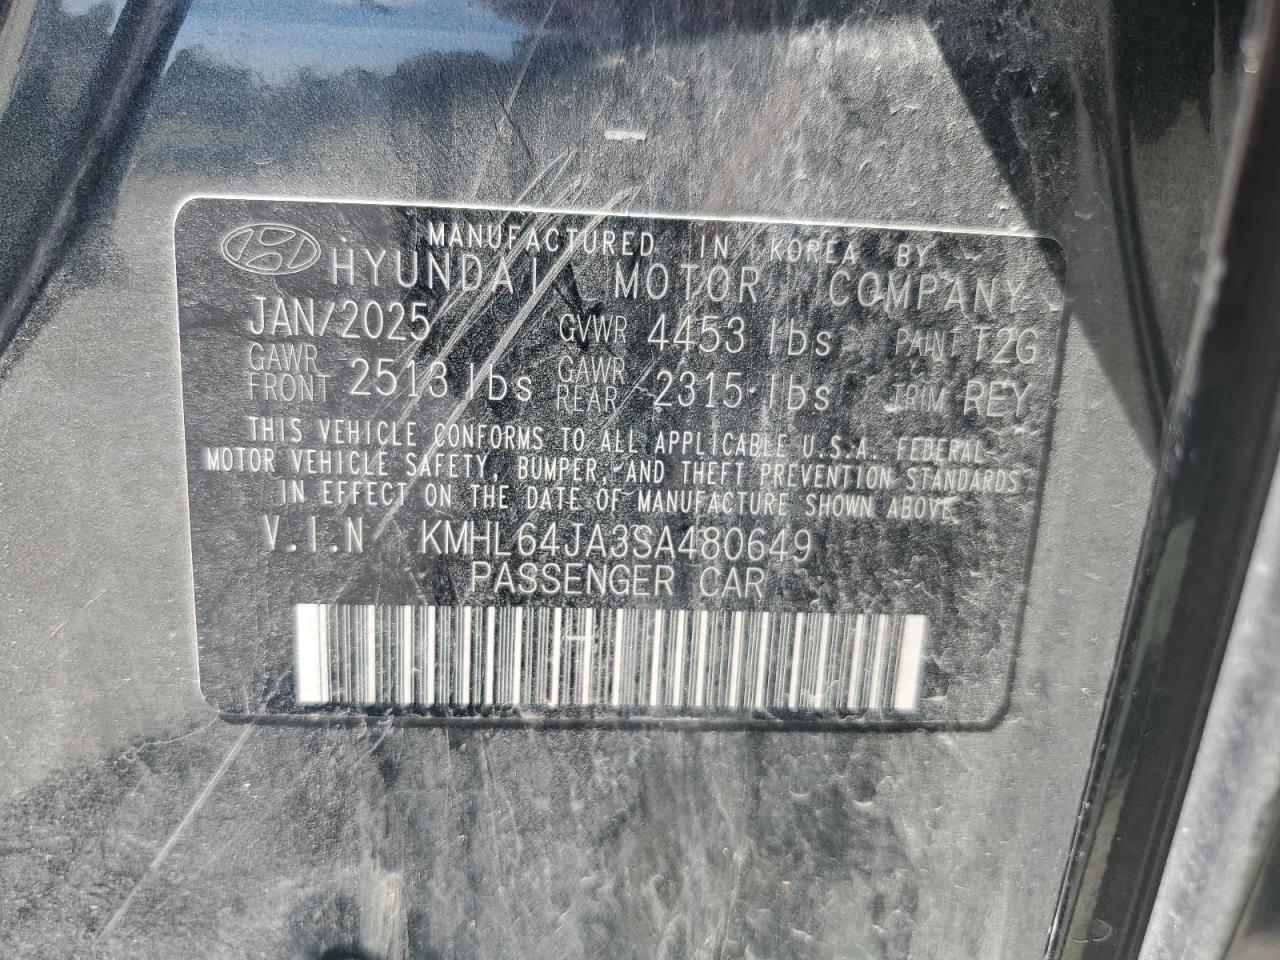 MANUFACTURED IN KOREA BY
HYUNDAI MOTOR COMPANY
JAN/2025 GVWR 4453 lbs PAINT T2G
GAWR FRONT 2513 lbs GAWR REAR 2315 lbs TRIM REY
THIS VEHICLE CONFORMS TO ALL APPLICABLE U.S.A. FEDERAL
MOTOR VEHICLE SAFETY, BUMPER, AND THEFT PREVENTION STANDARDS
IN EFFECT ON THE DATE OF MANUFACTURE SHOWN ABOVE.
V.I.N KMHL64JA3SA480649
PASSENGER CAR
H